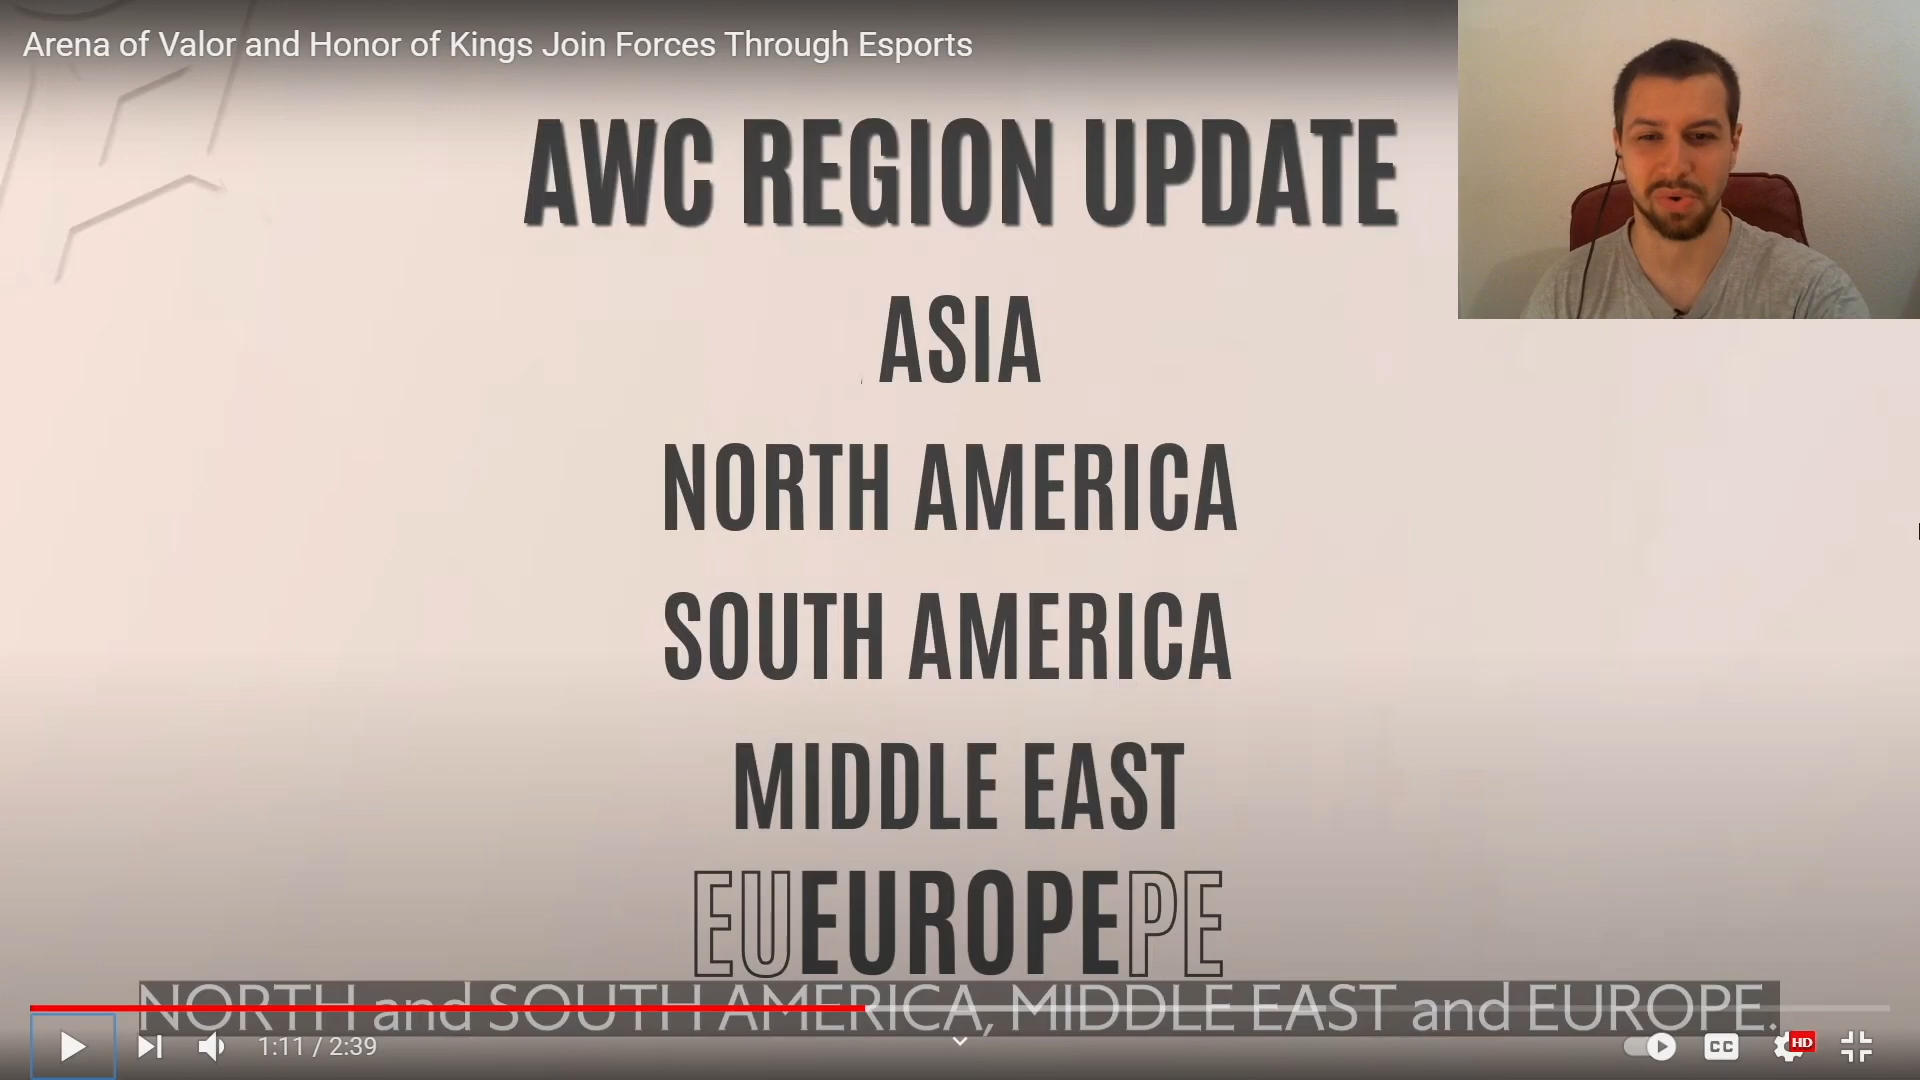 Arena of Valor and Honor of Kings Join Forces Through Esports
AWC REGION UPDATE
ASIA
NORTH AMERICA
SOUTH AMERICA
MIDDLE EAST
EUEUROPEPE
NORTH and SOUTH AMERICA, MIDDLE EAST and EUROPE.
1:11 / 2:39
CC
HD